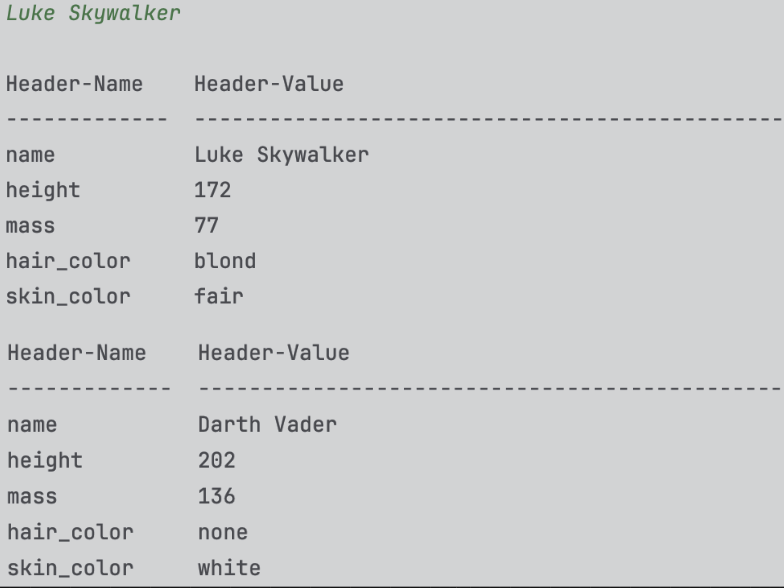 Luke Skywalker
Header-Name Header-Value
------------- -----------------------------------------------
name Luke Skywalker
height 172
mass 77
hair_color blond
skin_color fair
Header-Name Header-Value
------------- -----------------------------------------------
name Darth Vader
height 202
mass 136
hair_color none
skin_color white